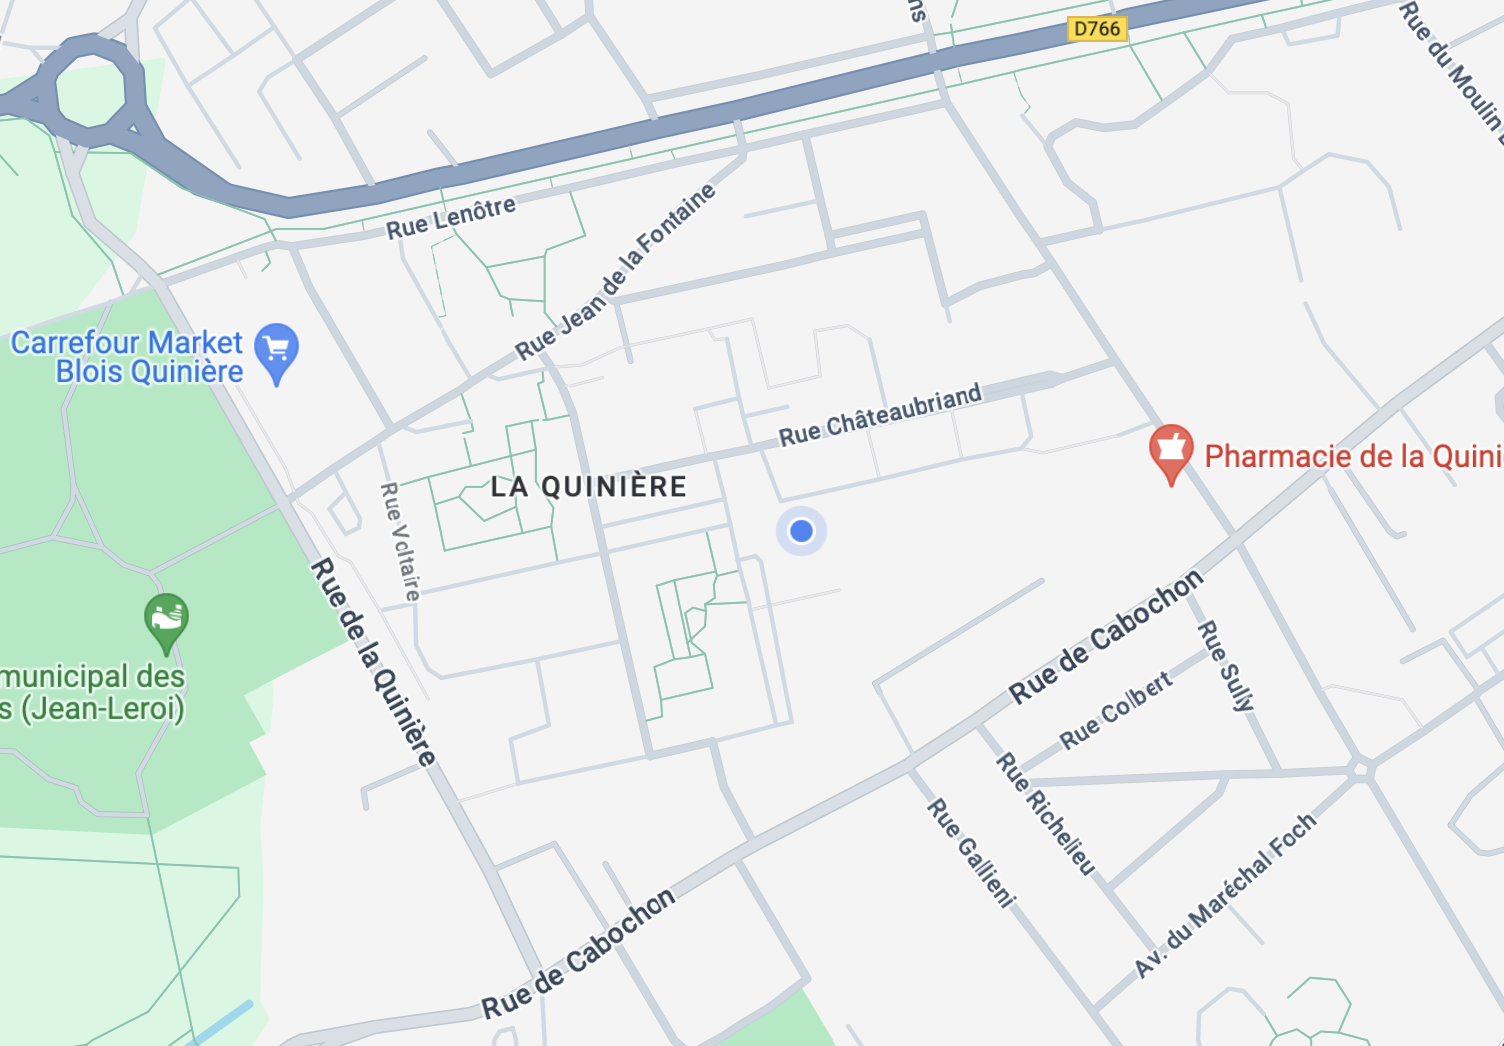 D766
Rue du Moulin
ns
Rue Lenôtre
Rue Jean de la Fontaine
Carrefour Market
Blois Quinière
Rue Châteaubriand
Pharmacie de la Quini
LA QUINIÈRE
Rue Voltaire
Rue de la Quinière
Rue de Cabochon
Rue Sully
Rue Colbert
municipal des
s (Jean-Leroi)
Rue Richelieu
Rue Gallieni
Av. du Maréchal Foch
Rue de Cabochon